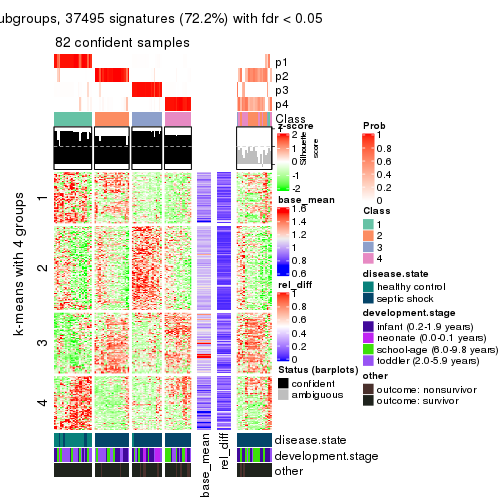 ubgroups, 37495 signatures (72.2%) with fdr < 0.05
82 confident samples
p1
p2
p3
p4
Class
Silhouette
score
k-means with 4 groups
1
2
3
4
base_mean
rel_diff
disease.state
development.stage
other
z-score
2
1
0
-1
-2
base_mean
1.6
1.4
1.2
1
0.8
0.6
rel_diff
1
0.8
0.6
0.4
0.2
0
Status (barplots)
confident
ambiguous
Prob
1
0.8
0.6
0.4
0.2
0
Class
1
2
3
4
disease.state
healthy control
septic shock
development.stage
infant (0.2-1.9 years)
neonate (0.0-0.1 years)
school-age (6.0-9.8 years)
toddler (2.0-5.9 years)
other
outcome: nonsurvivor
outcome: survivor